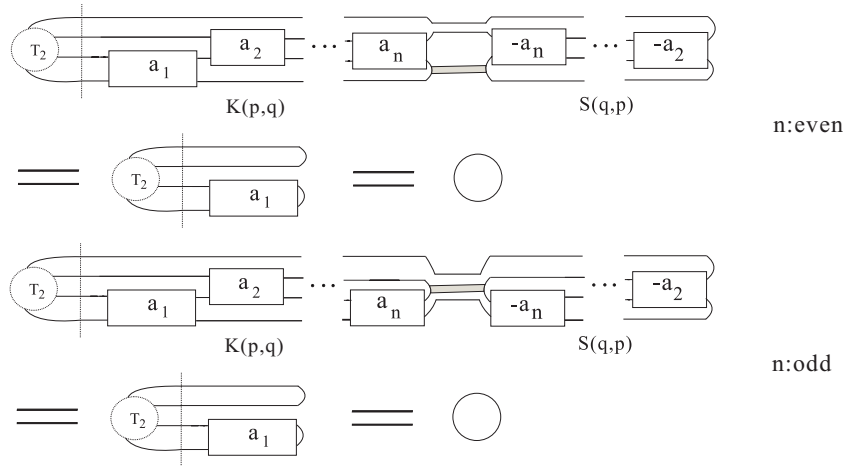 T₂ a₁ a₂ ... aₙ -aₙ ... -a₂
K(p,q) S(q,p)
n:even
= T₂ a₁ =
T₂ a₁ a₂ ... aₙ -aₙ ... -a₂
K(p,q) S(q,p)
n:odd
= T₂ a₁ =